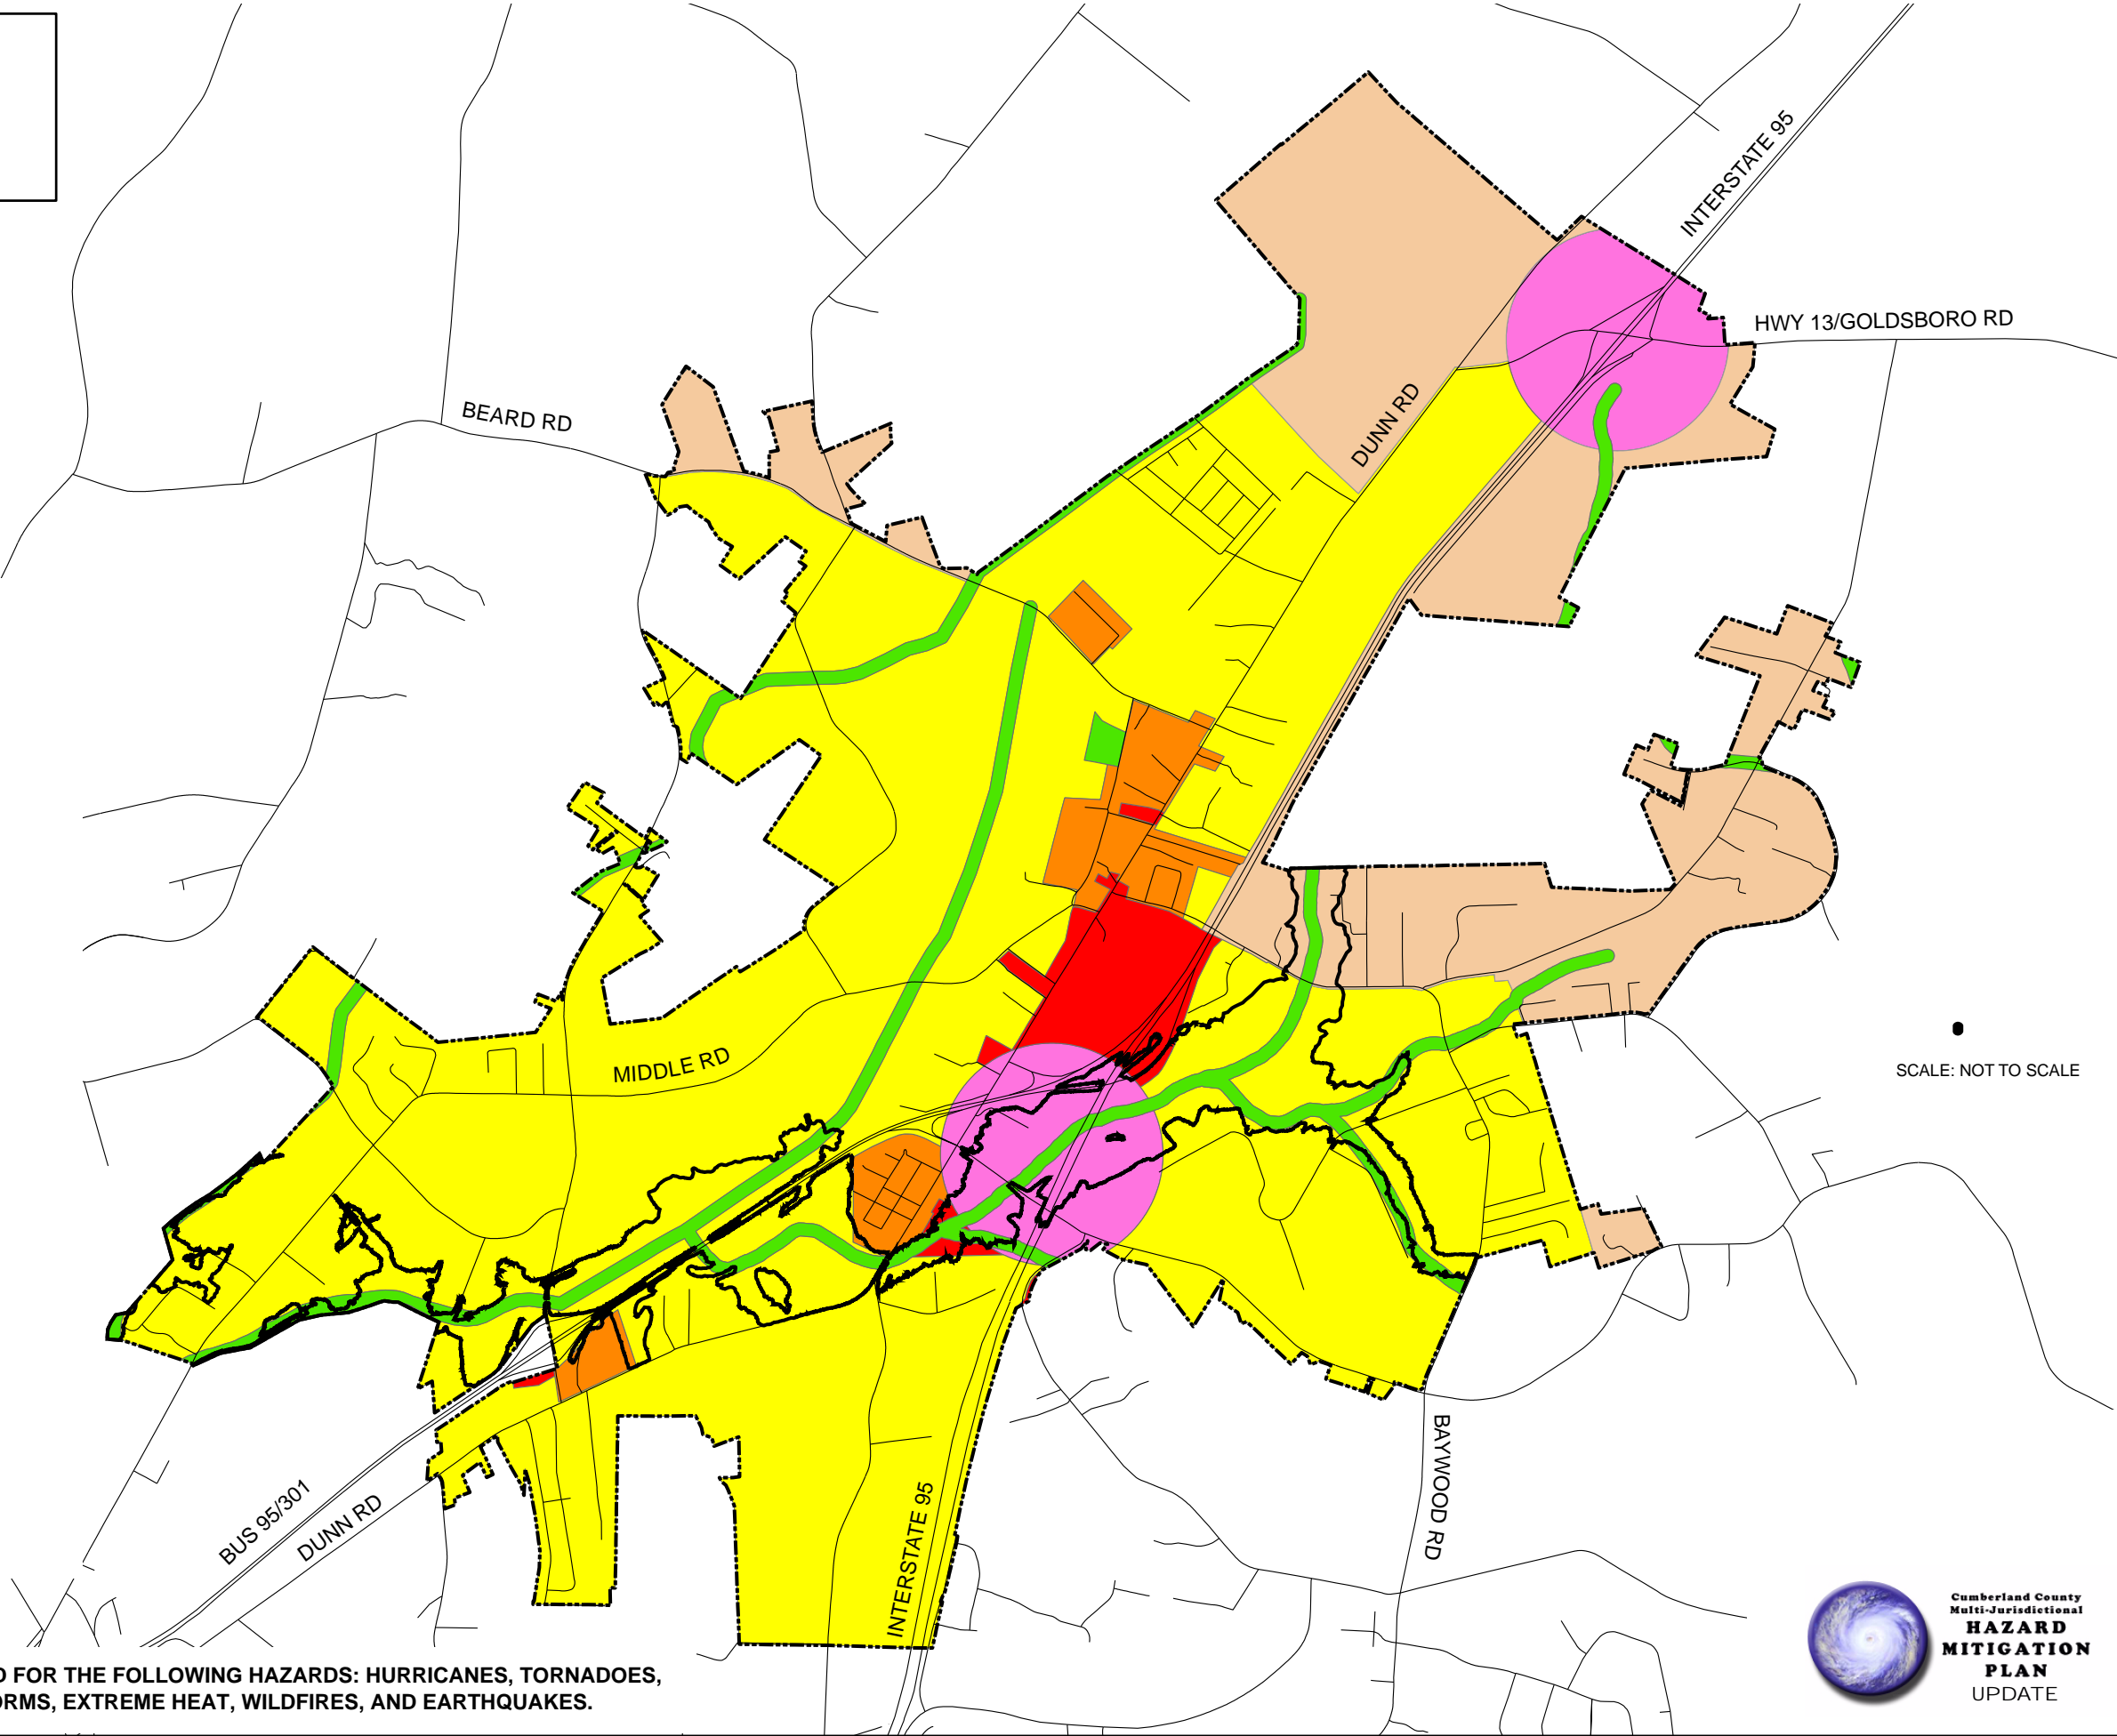 INTERSTATE 95
HWY 13/GOLDSBORO RD
BEARD RD
DUNN RD
MIDDLE RD
SCALE: NOT TO SCALE
BAYWOOD RD
BUS 95/301
DUNN RD
INTERSTATE 95
FOR THE FOLLOWING HAZARDS: HURRICANES, TORNADOES,
ORMS, EXTREME HEAT, WILDFIRES, AND EARTHQUAKES.
Cumberland County
Multi-Jurisdictional
HAZARD
MITIGATION
PLAN
UPDATE